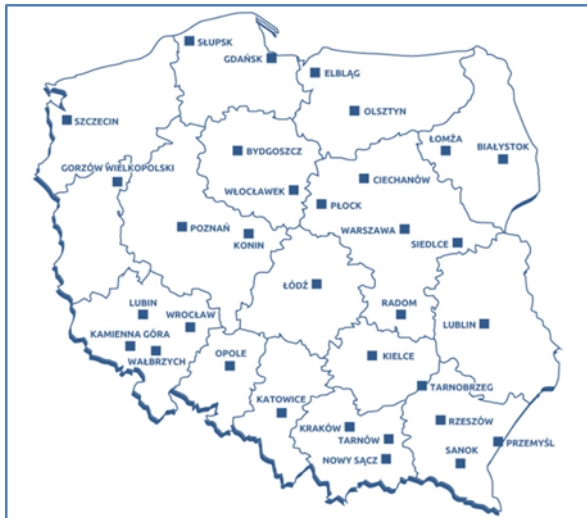 SŁUPSK
GDAŃSK
ELBLĄG
OLSZTYN
SZCZECIN
ŁOMŻA
BIAŁYSTOK
BYDGOSZCZ
GORZÓW WIELKOPOLSKI
CIECHANÓW
WŁOCŁAWEK
PŁOCK
POZNAŃ
KONIN
WARSZAWA
SIEDLCE
ŁÓDŹ
LUBIN
WROCŁAW
RADOM
LUBLIN
KAMIENNA GÓRA
WAŁBRZYCH
OPOLE
KIELCE
TARNOBRZEG
KATOWICE
KRAKÓW
RZESZÓW
TARNÓW
PRZEMYŚL
NOWY SĄCZ
SANOK